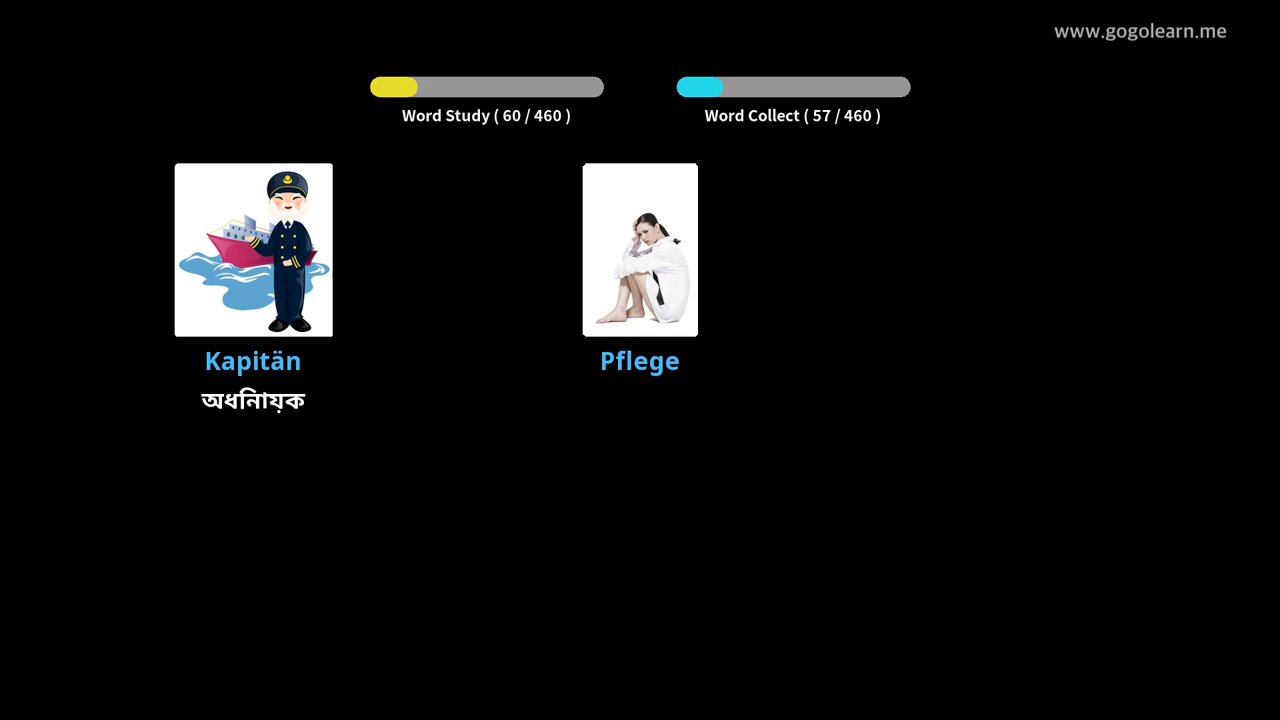 www.gogolearn.me
Word Study ( 60 / 460 )
Word Collect ( 57 / 460 )
Kapitän
Pflege
অধিনায়ক